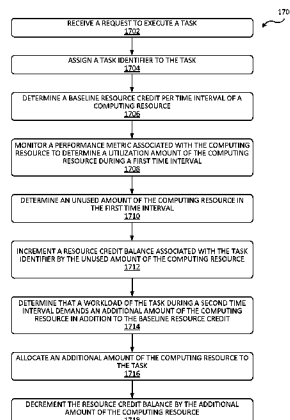 170
RECEIVE A REQUEST TO EXECUTE A TASK
1702
ASSIGN A TASK IDENTIFIER TO THE TASK
1704
DETERMINE A BASELINE RESOURCE CREDIT PER TIME INTERVAL OF A
COMPUTING RESOURCE
1706
MONITOR A PERFORMANCE METRIC ASSOCIATED WITH THE COMPUTING
RESOURCE TO DETERMINE A UTILIZATION AMOUNT OF THE COMPUTING
RESOURCE DURING A FIRST TIME INTERVAL
1708
DETERMINE AN UNUSED AMOUNT OF THE COMPUTING RESOURCE IN
THE FIRST TIME INTERVAL
1710
INCREMENT A RESOURCE CREDIT BALANCE ASSOCIATED WITH THE TASK
IDENTIFIER BY THE UNUSED AMOUNT OF THE COMPUTING RESOURCE
1712
DETERMINE THAT A WORKLOAD OF THE TASK DURING A SECOND TIME
INTERVAL DEMANDS AN ADDITIONAL AMOUNT OF THE COMPUTING
RESOURCE IN ADDITION TO THE BASELINE RESOURCE CREDIT
1714
ALLOCATE AN ADDITIONAL AMOUNT OF THE COMPUTING RESOURCE TO
THE TASK
1716
DECREMENT THE RESOURCE CREDIT BALANCE BY THE ADDITIONAL
AMOUNT OF THE COMPUTING RESOURCE